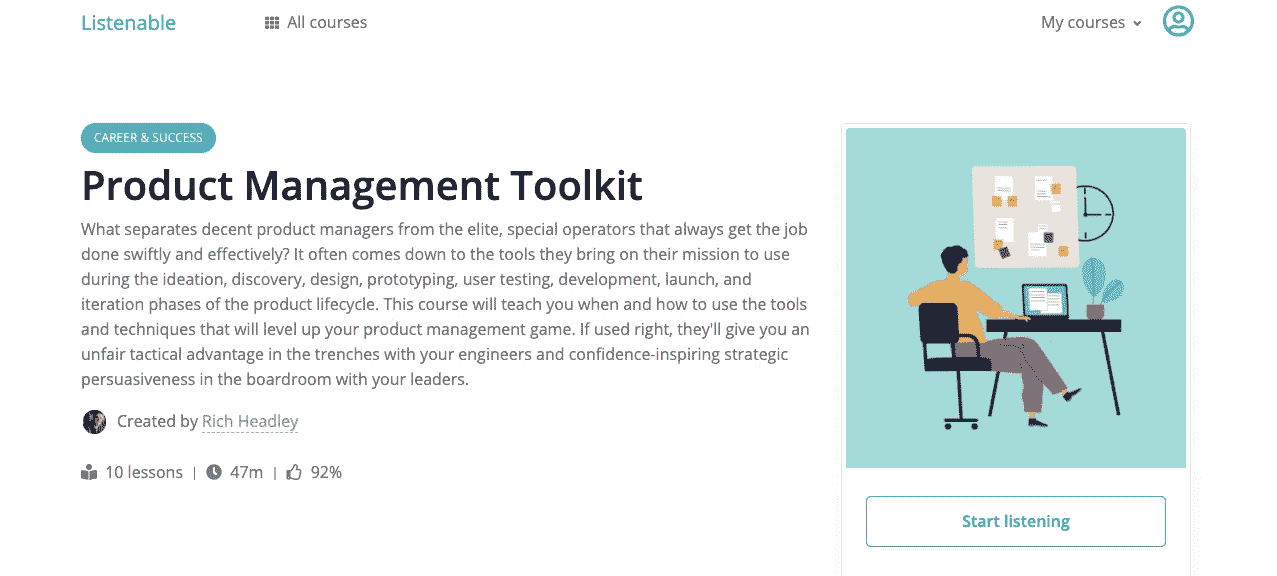 Listenable
All courses
My courses
CAREER & SUCCESS
Product Management Toolkit
What separates decent product managers from the elite, special operators that always get the job
done swiftly and effectively? It often comes down to the tools they bring on their mission to use
during the ideation, discovery, design, prototyping, user testing, development, launch, and
iteration phases of the product lifecycle. This course will teach you when and how to use the tools
and techniques that will level up your product management game. If used right, they'll give you an
unfair tactical advantage in the trenches with your engineers and confidence-inspiring strategic
persuasiveness in the boardroom with your leaders.
Created by Rich Headley
10 lessons | 47m | 92%
Start listening